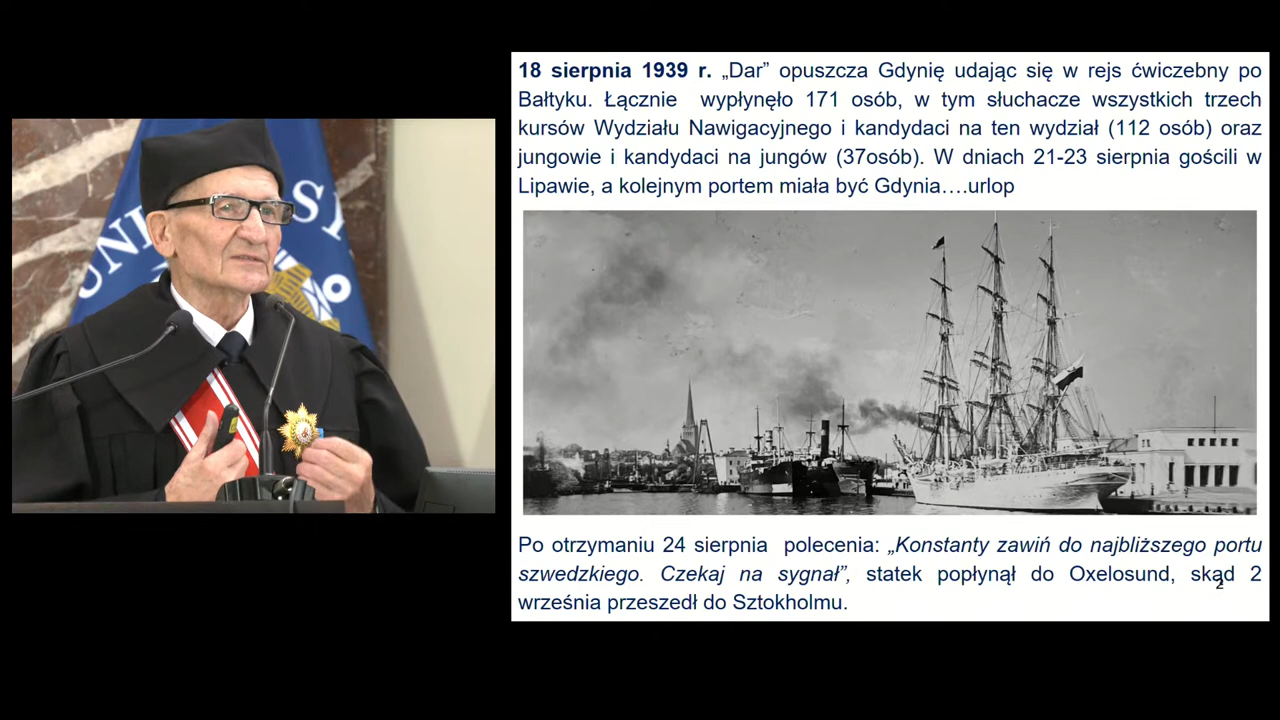 UNI
SY
18 sierpnia 1939 r. „Dar” opuszcza Gdynię udając się w rejs ćwiczebny po
Bałtyku. Łącznie wypłynęło 171 osób, w tym słuchacze wszystkich trzech
kursów Wydziału Nawigacyjnego i kandydaci na ten wydział (112 osób) oraz
jungowie i kandydaci na jungów (37osób). W dniach 21-23 sierpnia gościli w
Lipawie, a kolejnym portem miała być Gdynia….urlop
Po otrzymaniu 24 sierpnia polecenia: „Konstanty zawiń do najbliższego portu
szwedzkiego. Czekaj na sygnał”, statek popłynął do Oxelosund, skąd 2
września przeszedł do Sztokholmu.
2